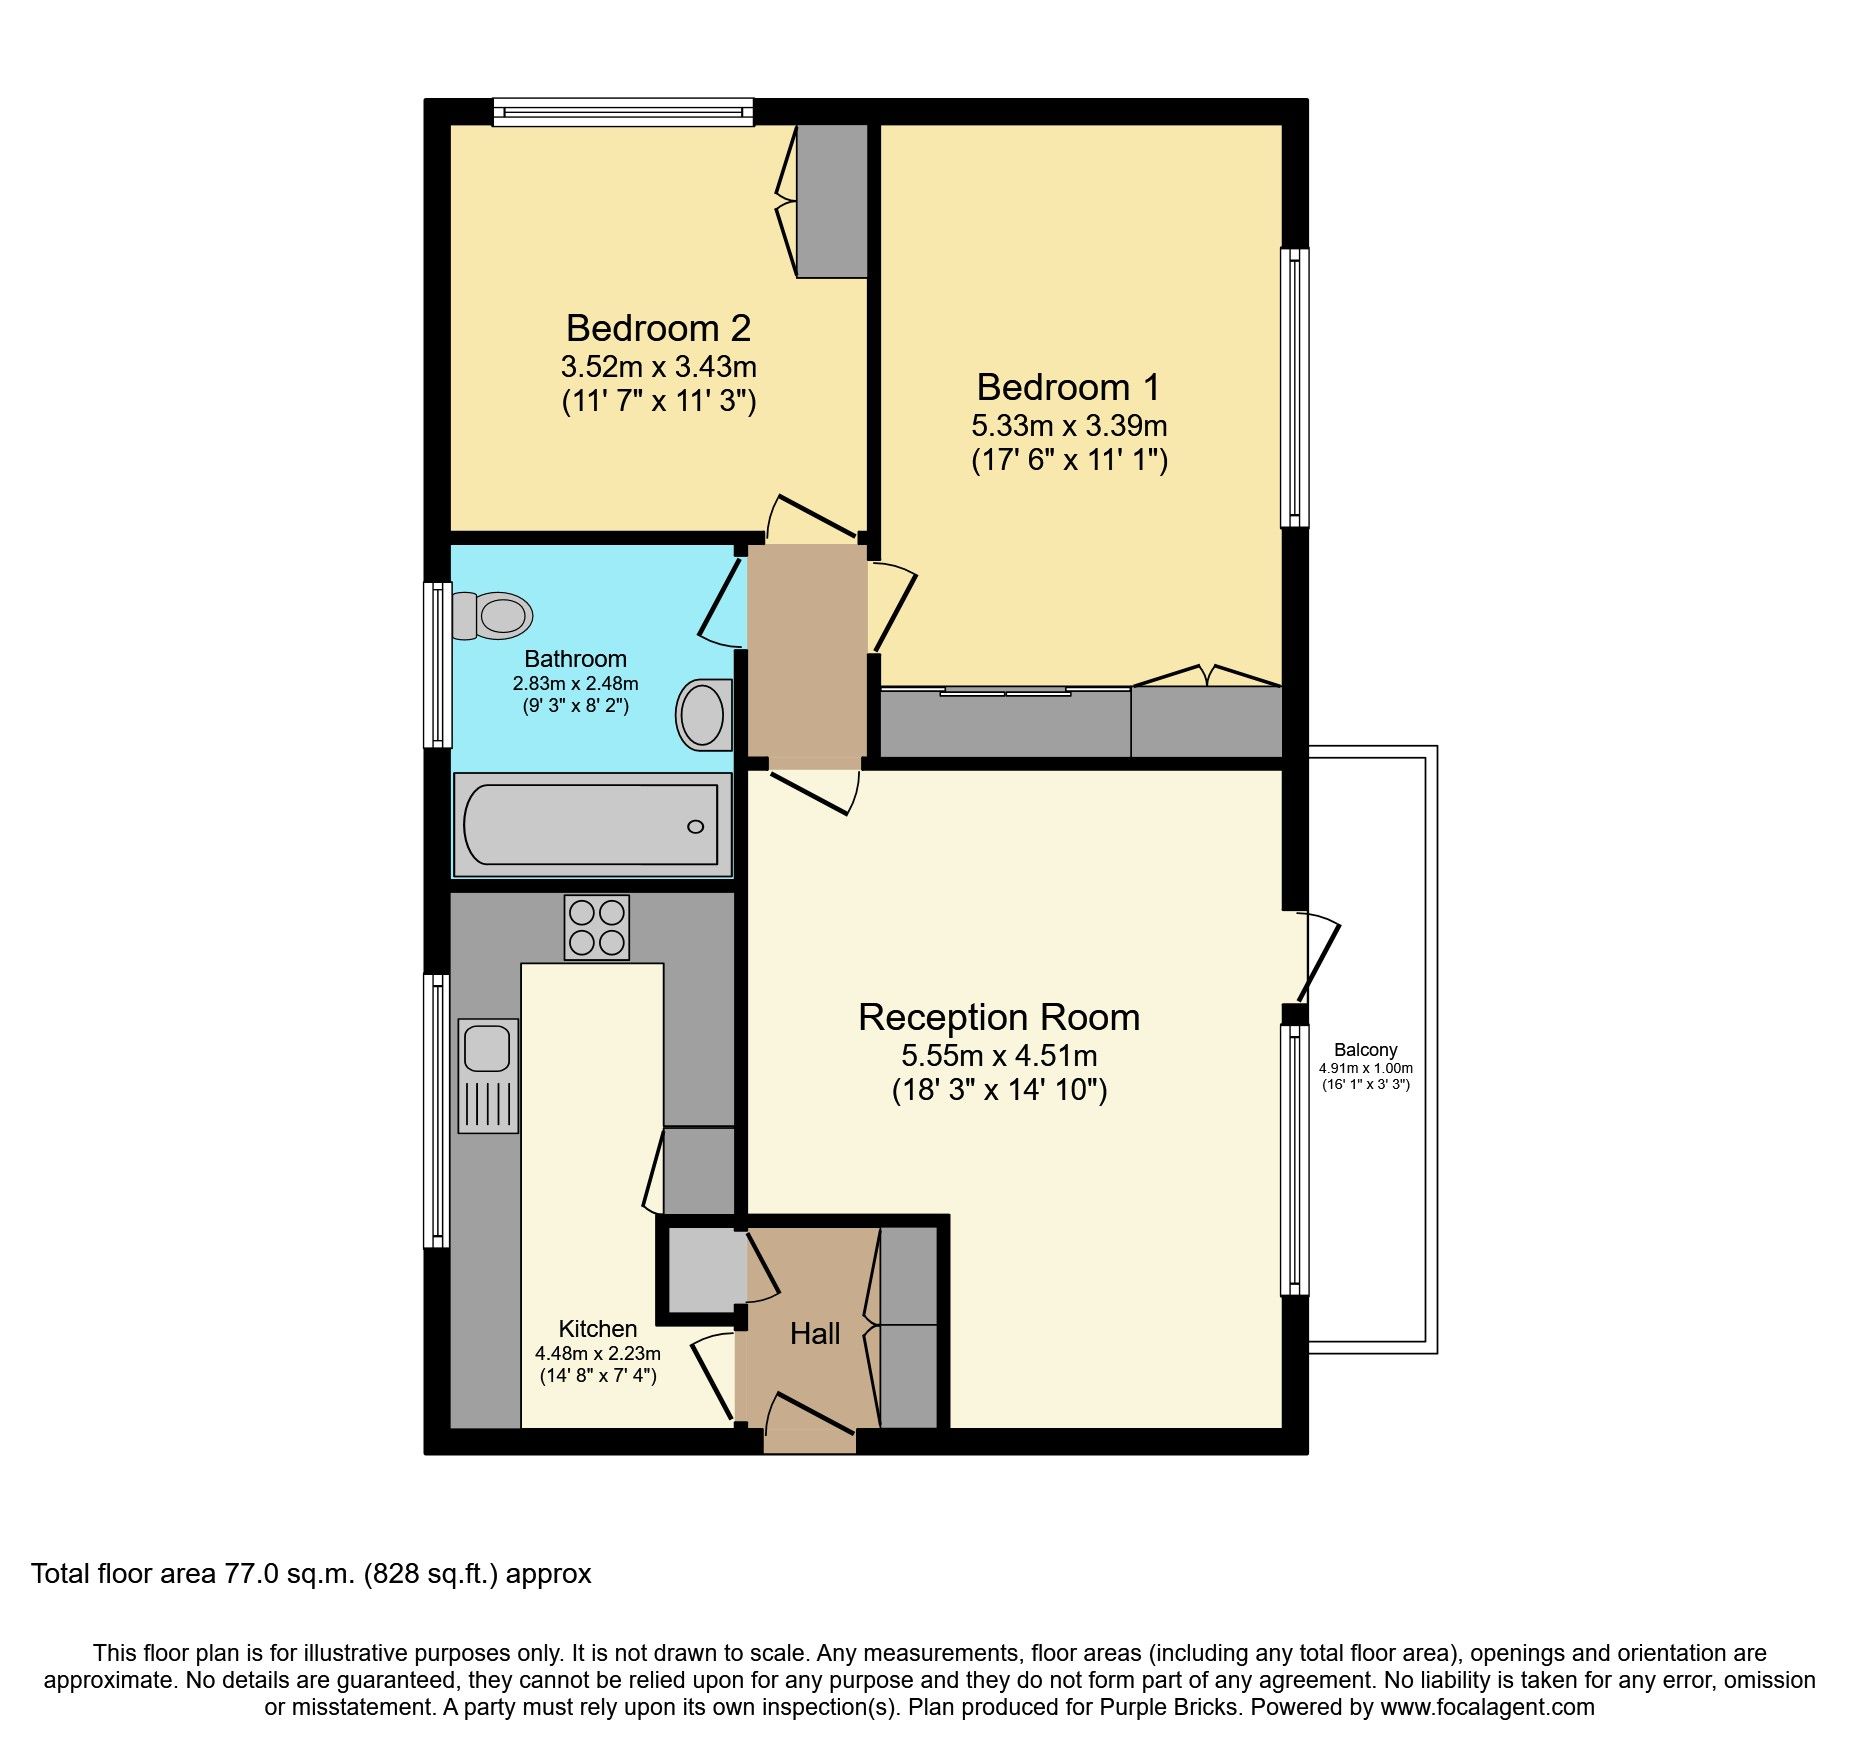 Bedroom 2
3.52m x 3.43m
(11' 7" x 11' 3")
Bedroom 1
5.33m x 3.39m
(17' 6" x 11' 1")
Bathroom
2.83m x 2.48m
(9' 3" x 8' 2")
Reception Room
5.55m x 4.51m
(18' 3" x 14' 10")
Balcony
4.91m x 1.00m
(16' 1" x 3' 3")
Kitchen
4.48m x 2.23m
(14' 8" x 7' 4")
Hall
Total floor area 77.0 sq.m. (828 sq.ft.) approx
This floor plan is for illustrative purposes only. It is not drawn to scale. Any measurements, floor areas (including any total floor area), openings and orientation are
approximate. No details are guaranteed, they cannot be relied upon for any purpose and they do not form part of any agreement. No liability is taken for any error, omission
or misstatement. A party must rely upon its own inspection(s). Plan produced for Purple Bricks. Powered by www.focalagent.com